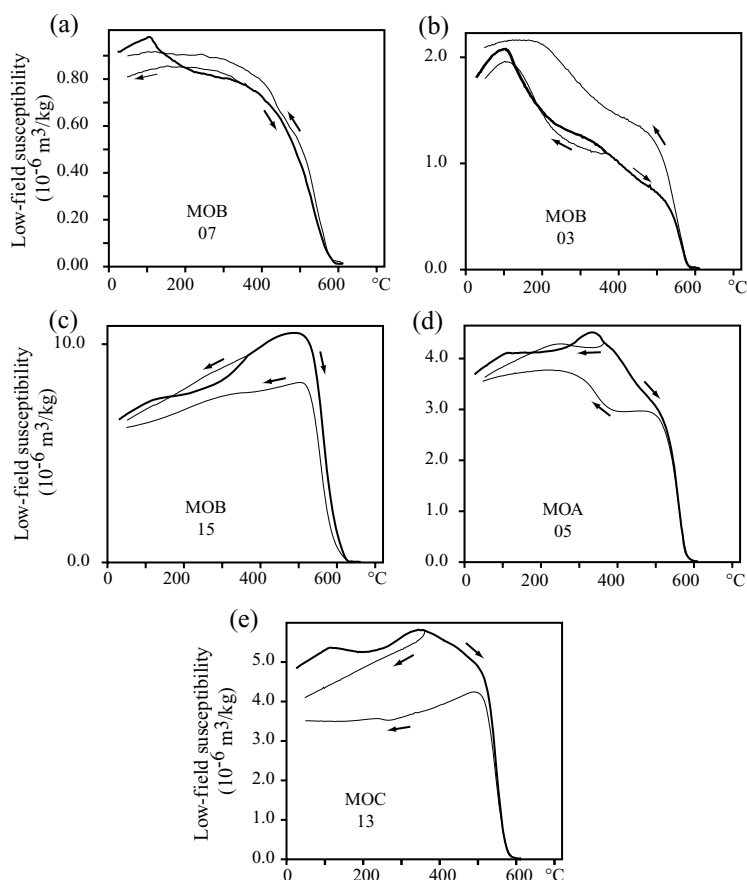 (a)
Low-field susceptibility
(10⁻⁶ m³/kg)
0.80
0.60
0.40
0.20
0.00
MOB
07
0 200 400 600 °C
(b)
2.0
1.0
0.0
MOB
03
0 200 400 600 °C
(c)
Low-field susceptibility
(10⁻⁶ m³/kg)
10.0
0.0
MOB
15
0 200 400 600 °C
(d)
4.0
3.0
4.0
1.0
0.0
MOA
05
0 200 400 600 °C
(e)
Low-field susceptibility
(10⁻⁶ m³/kg)
5.0
4.0
3.0
4.0
1.0
0.0
MOC
13
0 200 400 600 °C